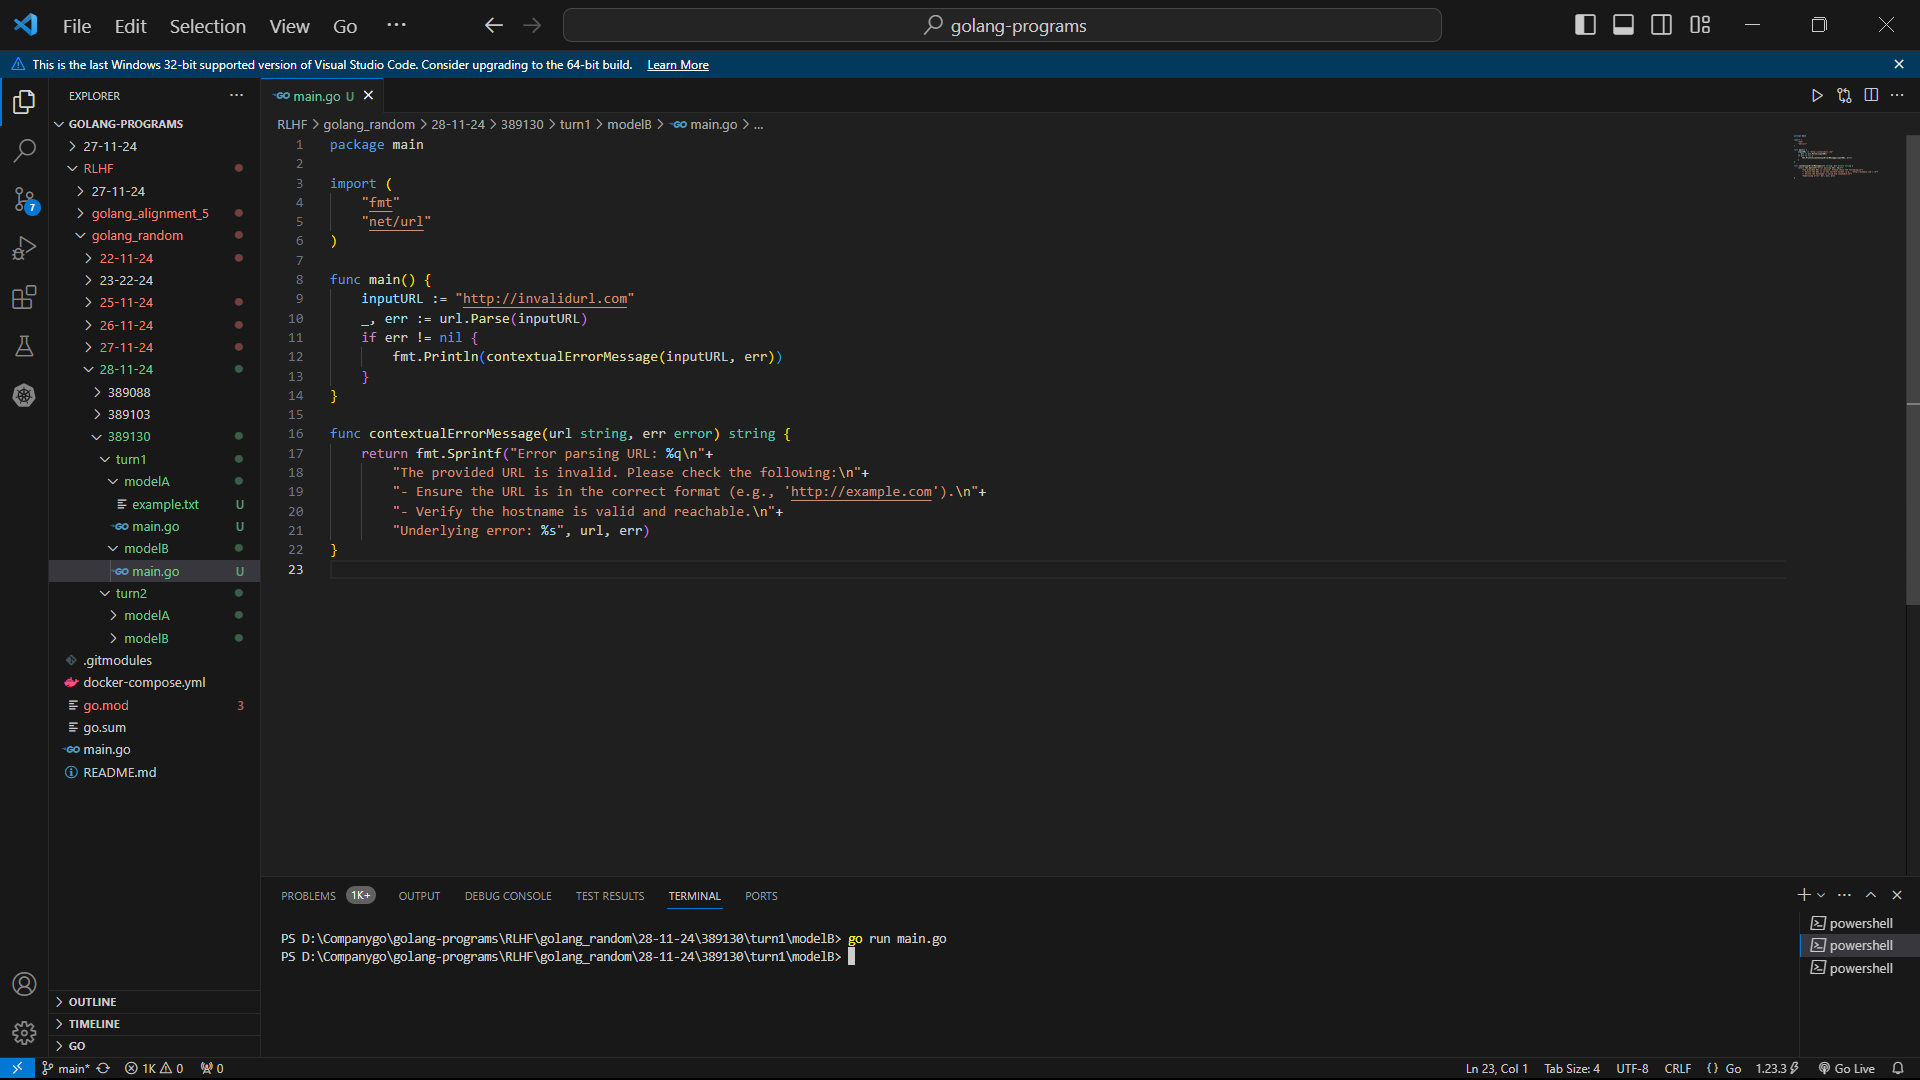 File Edit Selection View Go ··· golang-programs
This is the last Windows 32-bit supported version of Visual Studio Code. Consider upgrading to the 64-bit build. Learn More
EXPLORER
GOLANG-PROGRAMS
27-11-24
RLHF
27-11-24
golang_alignment_5
golang_random
22-11-24
23-22-24
25-11-24
26-11-24
27-11-24
28-11-24
389088
389103
389130
turn1
modelA
example.txt U
main.go U
modelB
main.go U
turn2
modelA
modelB
.gitmodules
docker-compose.yml
go.mod 3
go.sum
main.go
README.md
OUTLINE
TIMELINE
GO
7
main.go U
RLHF > golang_random > 28-11-24 > 389130 > turn1 > modelB > main.go > ...
1 package main
2
3 import (
4 "fmt"
5 "net/url"
6 )
7
8 func main() {
9 inputURL := "http://invalidurl.com"
10 _, err := url.Parse(inputURL)
11 if err != nil {
12 fmt.Println(contextualErrorMessage(inputURL, err))
13 }
14 }
15
16 func contextualErrorMessage(url string, err error) string {
17 return fmt.Sprintf("Error parsing URL: %q\n"+
18 "The provided URL is invalid. Please check the following:\n"+
19 "- Ensure the URL is in the correct format (e.g., 'http://example.com').\n"+
20 "- Verify the hostname is valid and reachable.\n"+
21 "Underlying error: %s", url, err)
22 }
23
PROBLEMS 1K+ OUTPUT DEBUG CONSOLE TEST RESULTS TERMINAL PORTS
PS D:\Companygo\golang-programs\RLHF\golang_random\28-11-24\389130\turn1\modelB> go run main.go
PS D:\Companygo\golang-programs\RLHF\golang_random\28-11-24\389130\turn1\modelB>
powershell
powershell
powershell
main* 1K 0 0 Ln 23, Col 1 Tab Size: 4 UTF-8 CRLF {} Go 1.23.3 Go Live